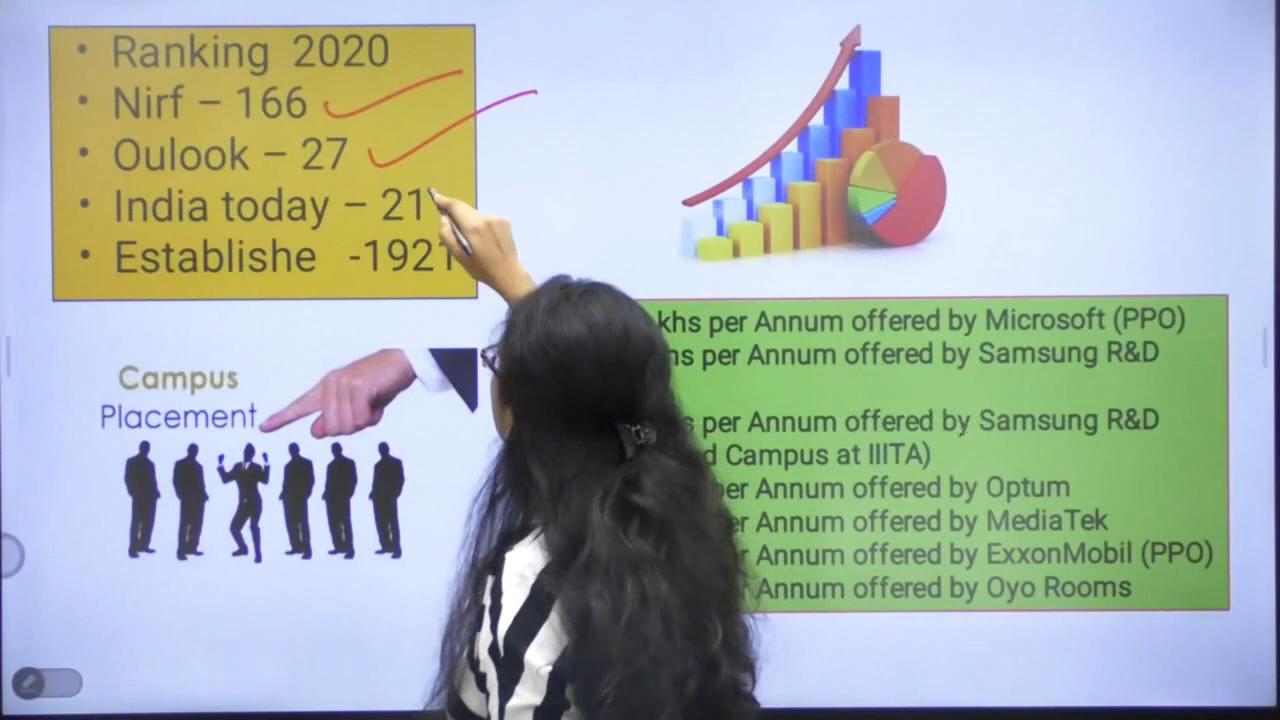 • Ranking 2020
• Nirf – 166
• Oulook – 27
• India today – 21
• Establishe -1921
Campus
Placement
khs per Annum offered by Microsoft (PPO)
per Annum offered by Samsung R&D
per Annum offered by Samsung R&D
Campus at IIITA)
per Annum offered by Optum
Annum offered by MediaTek
Annum offered by ExxonMobil (PPO)
Annum offered by Oyo Rooms